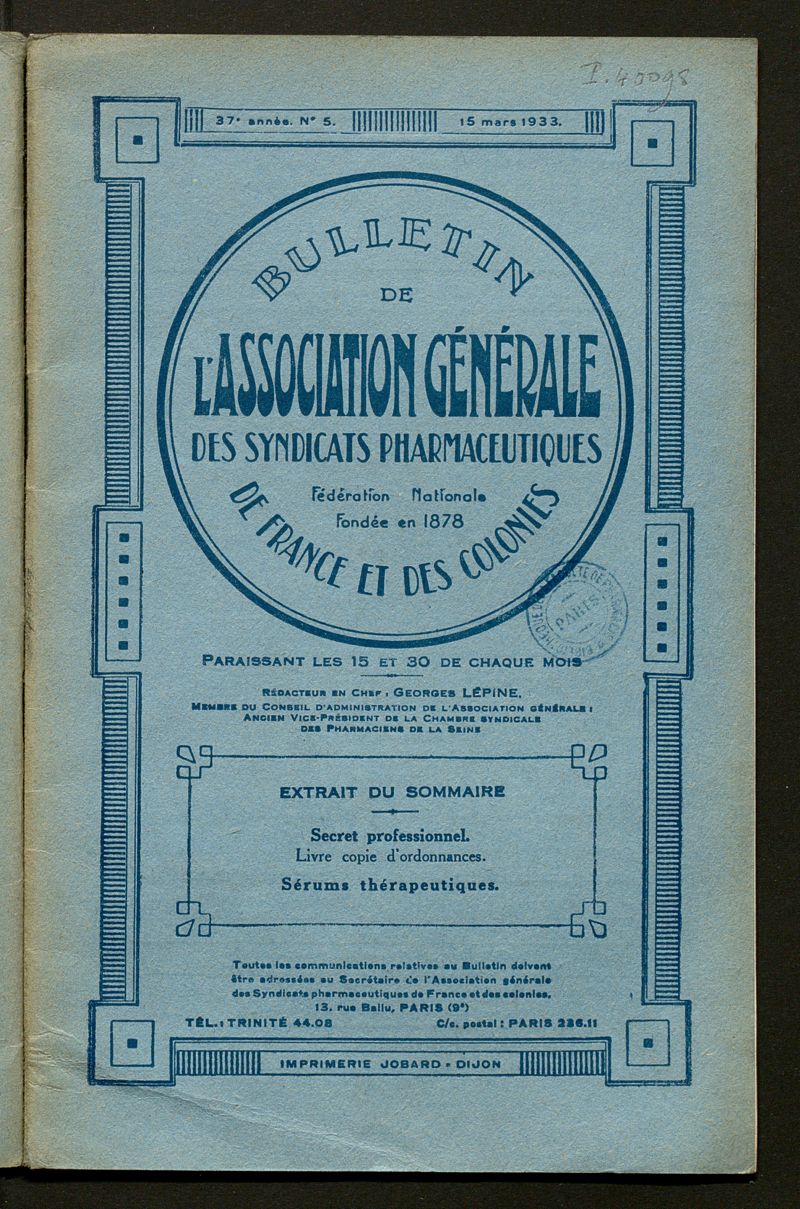 P. 40098
37e année. N° 5. 15 mars 1933.
BULLETIN
DE
L'ASSOCIATION GÉNÉRALE
DES SYNDICATS PHARMACEUTIQUES
Fédération Nationale
Fondée en 1878
DE FRANCE ET DES COLONIES
PARIS
PARAISSANT LES 15 ET 30 DE CHAQUE MOIS
RÉDACTEUR EN CHEF : GEORGES LÉPINE,
MEMBRE DU CONSEIL D'ADMINISTRATION DE L'ASSOCIATION GÉNÉRALE :
ANCIEN VICE-PRÉSIDENT DE LA CHAMBRE SYNDICALE
DES PHARMACIENS DE LA SEINE
EXTRAIT DU SOMMAIRE
Secret professionnel.
Livre copie d'ordonnances.
Sérums thérapeutiques.
Toutes les communications relatives au Bulletin doivent
être adressées au Secrétaire de l'Association générale
des Syndicats pharmaceutiques de France et des colonies,
13, rue Ballu, PARIS (9e)
TÉL. : TRINITÉ 44.08 C/c. postal : PARIS 226.11
IMPRIMERIE JOBARD - DIJON